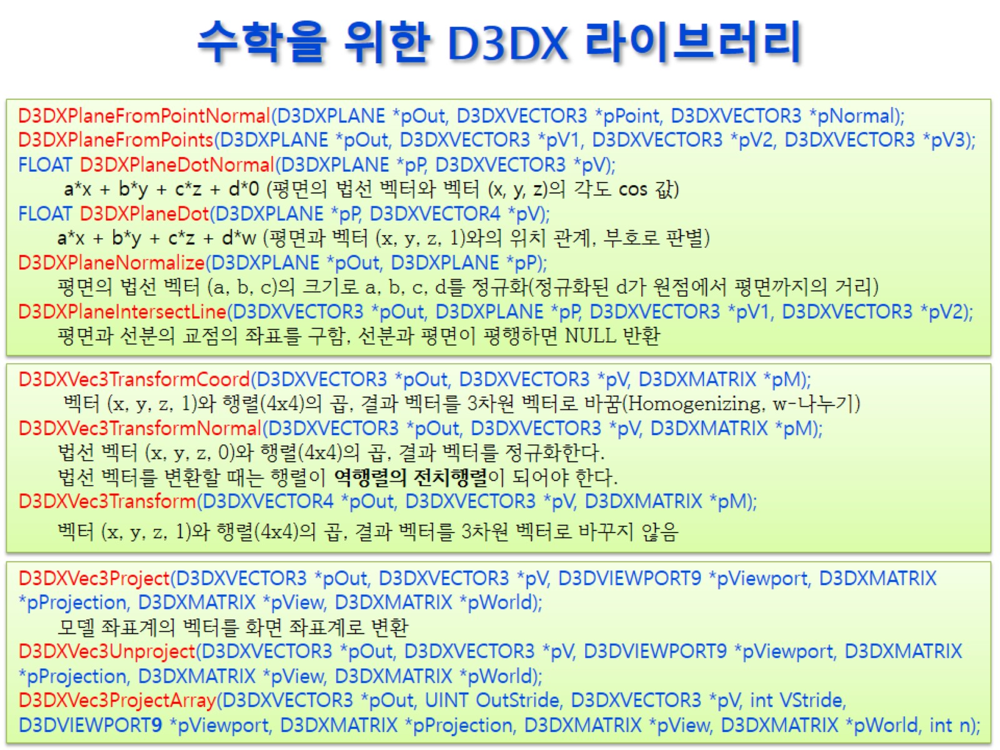 수학을 위한 D3DX 라이브러리
D3DXPlaneFromPointNormal(D3DXPLANE *pOut, D3DXVECTOR3 *pPoint, D3DXVECTOR3 *pNormal);
D3DXPlaneFromPoints(D3DXPLANE *pOut, D3DXVECTOR3 *pV1, D3DXVECTOR3 *pV2, D3DXVECTOR3 *pV3);
FLOAT D3DXPlaneDotNormal(D3DXPLANE *pP, D3DXVECTOR3 *pV);
a*x + b*y + c*z + d*0 (평면의 법선 벡터와 벡터 (x, y, z)의 각도 cos 값)
FLOAT D3DXPlaneDot(D3DXPLANE *pP, D3DXVECTOR4 *pV);
a*x + b*y + c*z + d*w (평면과 벡터 (x, y, z, 1)와의 위치 관계, 부호로 판별)
D3DXPlaneNormalize(D3DXPLANE *pOut, D3DXPLANE *pP);
평면의 법선 벡터 (a, b, c)의 크기로 a, b, c, d를 정규화(정규화된 d가 원점에서 평면까지의 거리)
D3DXPlaneIntersectLine(D3DXVECTOR3 *pOut, D3DXPLANE *pP, D3DXVECTOR3 *pV1, D3DXVECTOR3 *pV2);
평면과 선분의 교점의 좌표를 구함, 선분과 평면이 평행하면 NULL 반환
D3DXVec3TransformCoord(D3DXVECTOR3 *pOut, D3DXVECTOR3 *pV, D3DXMATRIX *pM);
벡터 (x, y, z, 1)와 행렬(4x4)의 곱, 결과 벡터를 3차원 벡터로 바꿈(Homogenizing, w-나누기)
D3DXVec3TransformNormal(D3DXVECTOR3 *pOut, D3DXVECTOR3 *pV, D3DXMATRIX *pM);
법선 벡터 (x, y, z, 0)와 행렬(4x4)의 곱, 결과 벡터를 정규화한다.
법선 벡터를 변환할 때는 행렬이 역행렬의 전치행렬이 되어야 한다.
D3DXVec3Transform(D3DXVECTOR4 *pOut, D3DXVECTOR3 *pV, D3DXMATRIX *pM);
벡터 (x, y, z, 1)와 행렬(4x4)의 곱, 결과 벡터를 3차원 벡터로 바꾸지 않음
D3DXVec3Project(D3DXVECTOR3 *pOut, D3DXVECTOR3 *pV, D3DVIEWPORT9 *pViewport, D3DXMATRIX
*pProjection, D3DXMATRIX *pView, D3DXMATRIX *pWorld);
모델 좌표계의 벡터를 화면 좌표계로 변환
D3DXVec3Unproject(D3DXVECTOR3 *pOut, D3DXVECTOR3 *pV, D3DVIEWPORT9 *pViewport, D3DXMATRIX
*pProjection, D3DXMATRIX *pView, D3DXMATRIX *pWorld);
D3DXVec3ProjectArray(D3DXVECTOR3 *pOut, UINT OutStride, D3DXVECTOR3 *pV, int VStride,
D3DVIEWPORT9 *pViewport, D3DXMATRIX *pProjection, D3DXMATRIX *pView, D3DXMATRIX *pWorld, int n);